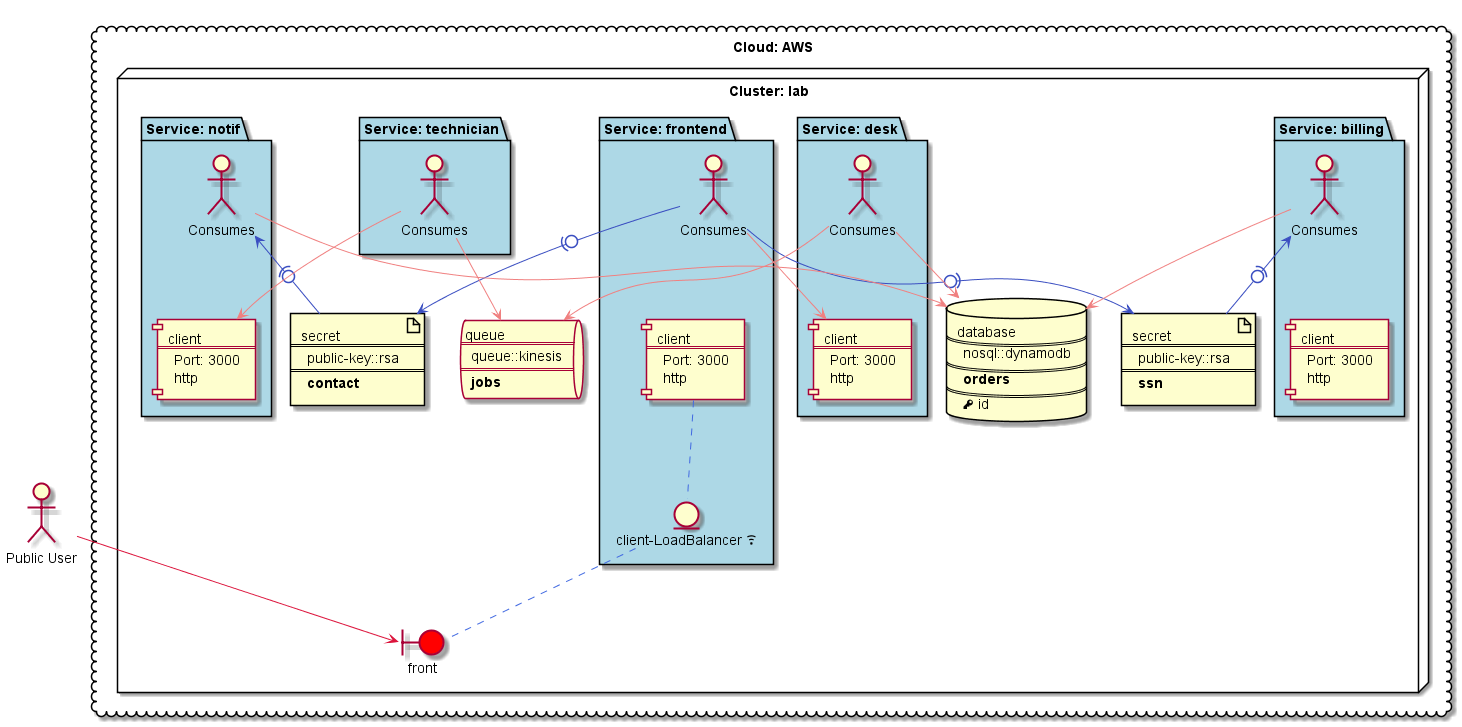 Cloud: AWS
Cluster: lab
Service: notif
Service: technician
Service: frontend
Service: desk
Service: billing
Consumes
Consumes
Consumes
Consumes
Consumes
client
Port: 3000
http
secret
public-key::rsa
contact
queue
queue::kinesis
jobs
client
Port: 3000
http
client
Port: 3000
http
database
nosql::dynamodb
orders
id
secret
public-key::rsa
ssn
client
Port: 3000
http
client-LoadBalancer
Public User
front